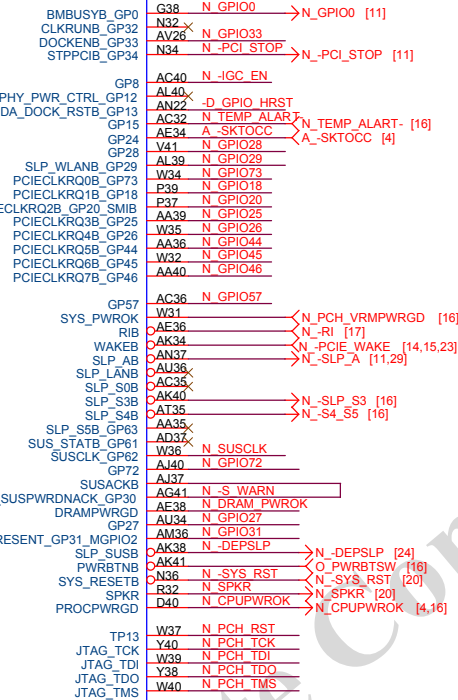 BMBUSYB_GP0 G38 N_GPIO0 N_GPIO0 [11]
CLKRUNB_GP32 N32
DOCKENB_GP33 AV26 N_GPIO33
STPPCIB_GP34 N34 N_-PCI_STOP N_-PCI_STOP [11]
GP8 AC40 N_-IGC_EN
PHY_PWR_CTRL_GP12 AL40
DA_DOCK_RSTB_GP13 AN22 -D_GPIO_HRST
GP15 AC32 N_TEMP_ALART- N_TEMP_ALART- [16]
GP24 AE34 A_-SKTOCC A_-SKTOCC [4]
GP28 V41 N_GPIO28
SLP_WLANB_GP29 AL39 N_GPIO29
PCIECLKRQ0B_GP73 W34 N_GPIO73
PCIECLKRQ1B_GP18 P39 N_GPIO18
ECLKRQ2B_GP20_SMIB P37 N_GPIO20
PCIECLKRQ3B_GP25 AA39 N_GPIO25
PCIECLKRQ4B_GP26 W35 N_GPIO26
PCIECLKRQ5B_GP44 AA36 N_GPIO44
PCIECLKRQ6B_GP45 W32 N_GPIO45
PCIECLKRQ7B_GP46 AA40 N_GPIO46
GP57 AC36 N_GPIO57
SYS_PWROK W31 N_PCH_VRMPWRGD [16]
RIB AE36 N_-RI [17]
WAKEB AK34 N_-PCIE_WAKE [14,15,23]
SLP_AB AN37 N_-SLP_A [11,29]
SLP_LANB AU36
SLP_S0B AC35
SLP_S3B AK40 N_-SLP_S3 [16]
SLP_S4B AT35 N_-S4_S5 [16]
SLP_S5B_GP63 AA35
SUS_STATB_GP61 AD37
SUSCLK_GP62 W36 N_SUSCLK
GP72 AJ40 N_GPIO72
SUSACKB AJ37
SUSPWRDNACK_GP30 AG41 N_-S_WARN
DRAMPWRGD AE38 N_DRAM_PWROK
GP27 AU34 N_GPIO27
RESENT_GP31_MGPIO2 AM36 N_GPIO31
SLP_SUSB AK38 N_-DEPSLP N_-DEPSLP [24]
PWRBTNB AK41 O_PWRBTSW [16]
SYS_RESETB N36 N_-SYS_RST N_-SYS_RST [20]
SPKR R32 N_SPKR N_SPKR [20]
PROCPWRGD D40 N_CPUPWROK N_CPUPWROK [4,16]
TP13 W37 N_PCH_RST
JTAG_TCK Y40 N_PCH_TCK
JTAG_TDI W39 N_PCH_TDI
JTAG_TDO Y38 N_PCH_TDO
JTAG_TMS W40 N_PCH_TMS